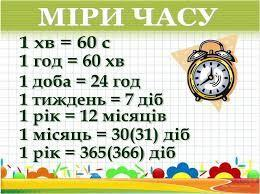 МІРИ ЧАСУ
1 хв = 60 с
1 год = 60 хв
1 доба = 24 год
1 тиждень = 7 діб
1 рік = 12 місяців
1 місяць = 30(31) діб
1 рік = 365(366) діб